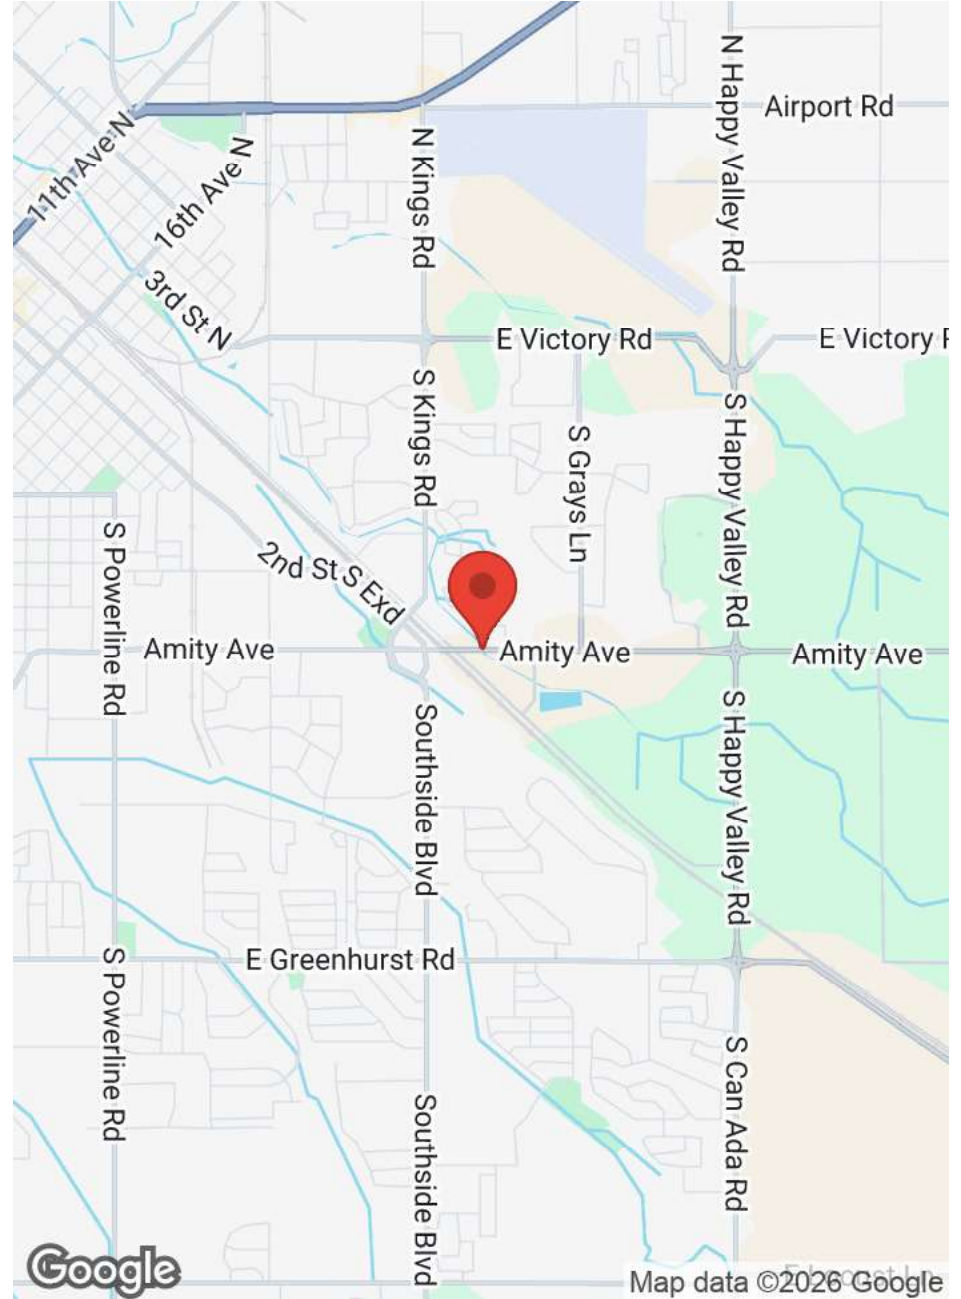 N Happy Valley Rd
Airport Rd
11th Ave N
16th Ave N
N Kings Rd
3rd St N
E Victory Rd
E Victory
S Kings Rd
S Happy Valley Rd
S Grays Ln
S Powerline Rd
2nd St S Exd
Amity Ave
Amity Ave
Amity Ave
S Happy Valley Rd
Southside Blvd
E Greenhurst Rd
S Powerline Rd
S Can Ada Rd
Southside Blvd
Google
Map data ©2026 Google